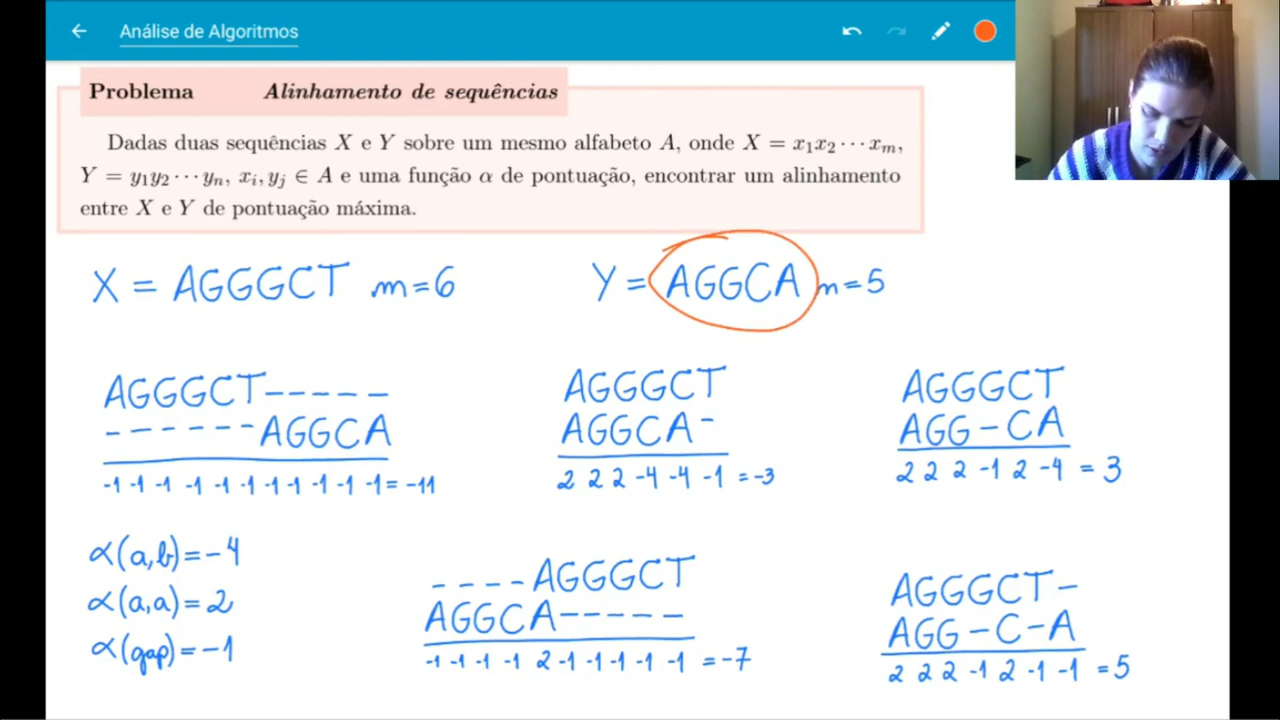 Análise de Algoritmos
Problema Alinhamento de sequências
Dadas duas sequências X e Y sobre um mesmo alfabeto A, onde X = x₁x₂···xₘ,
Y = y₁y₂···yₙ, xᵢ, yⱼ ∈ A e uma função α de pontuação, encontrar um alinhamento
entre X e Y de pontuação máxima.
X = AGGGCT m=6
Y = AGGCA n=5
AGGGCT-----
------AGGCA
-1 -1 -1 -1 -1 -1 -1 -1 -1 -1 -1 = -11
AGGGCT
AGGCA-
2 2 2 -4 -4 -1 = -3
AGGGCT
AGG-CA
2 2 2 -1 2 -4 = 3
α(a,b)=-4
α(a,a)=2
α(gap)=-1
----AGGGCT
AGGCA-----
-1 -1 -1 -1 2 -1 -1 -1 -1 -1 = -7
AGGGCT-
AGG-C-A
2 2 2 -1 2 -1 -1 = 5